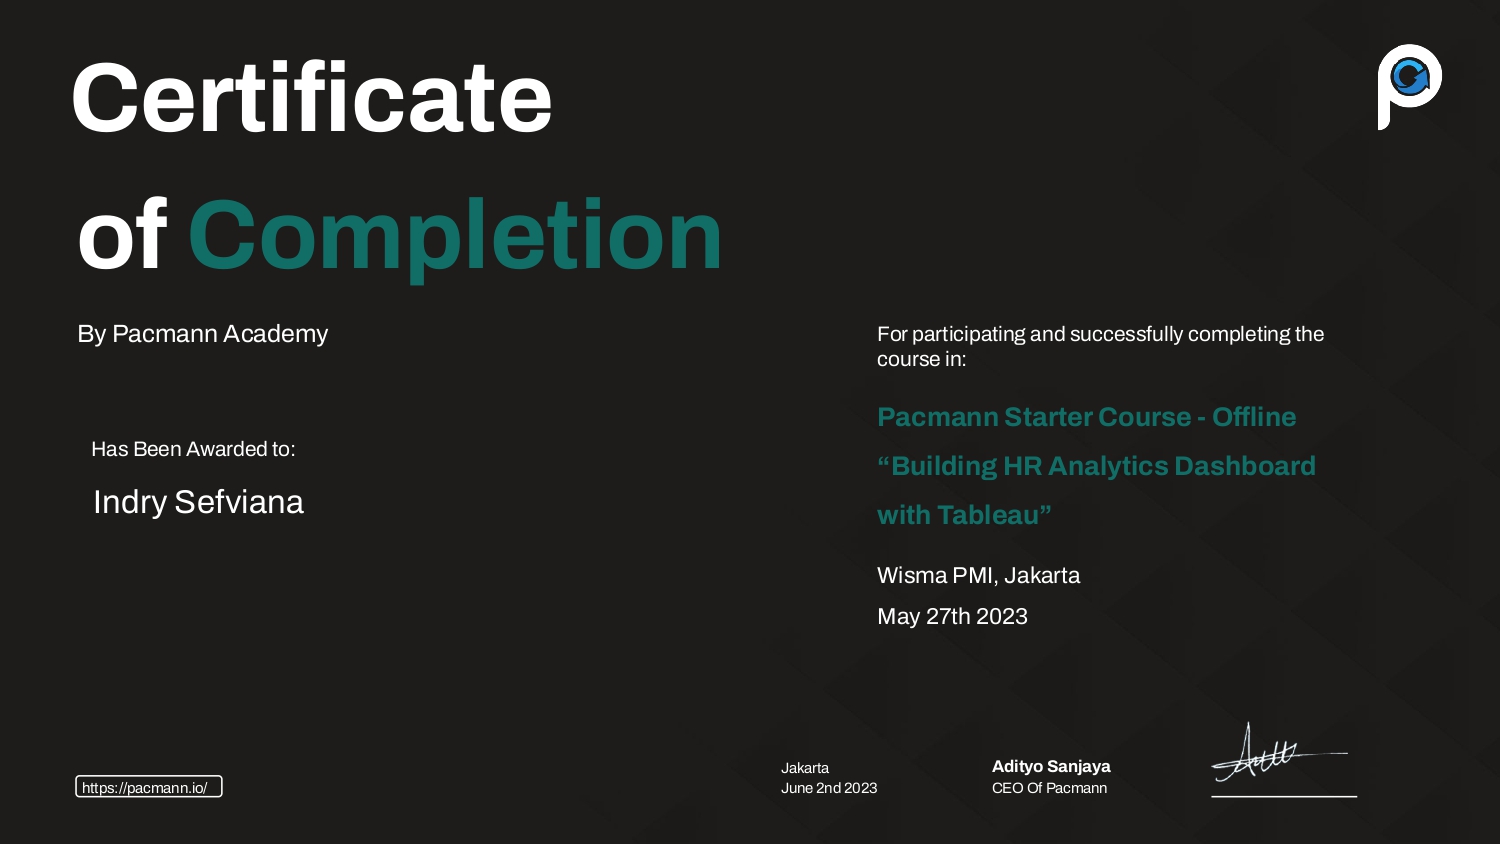 Certificate
of Completion
By Pacmann Academy
Has Been Awarded to:
Indry Sefviana
For participating and successfully completing the
course in:
Pacmann Starter Course - Offline
“Building HR Analytics Dashboard
with Tableau”
Wisma PMI, Jakarta
May 27th 2023
https://pacmann.io/
Jakarta
June 2nd 2023
Adityo Sanjaya
CEO Of Pacmann